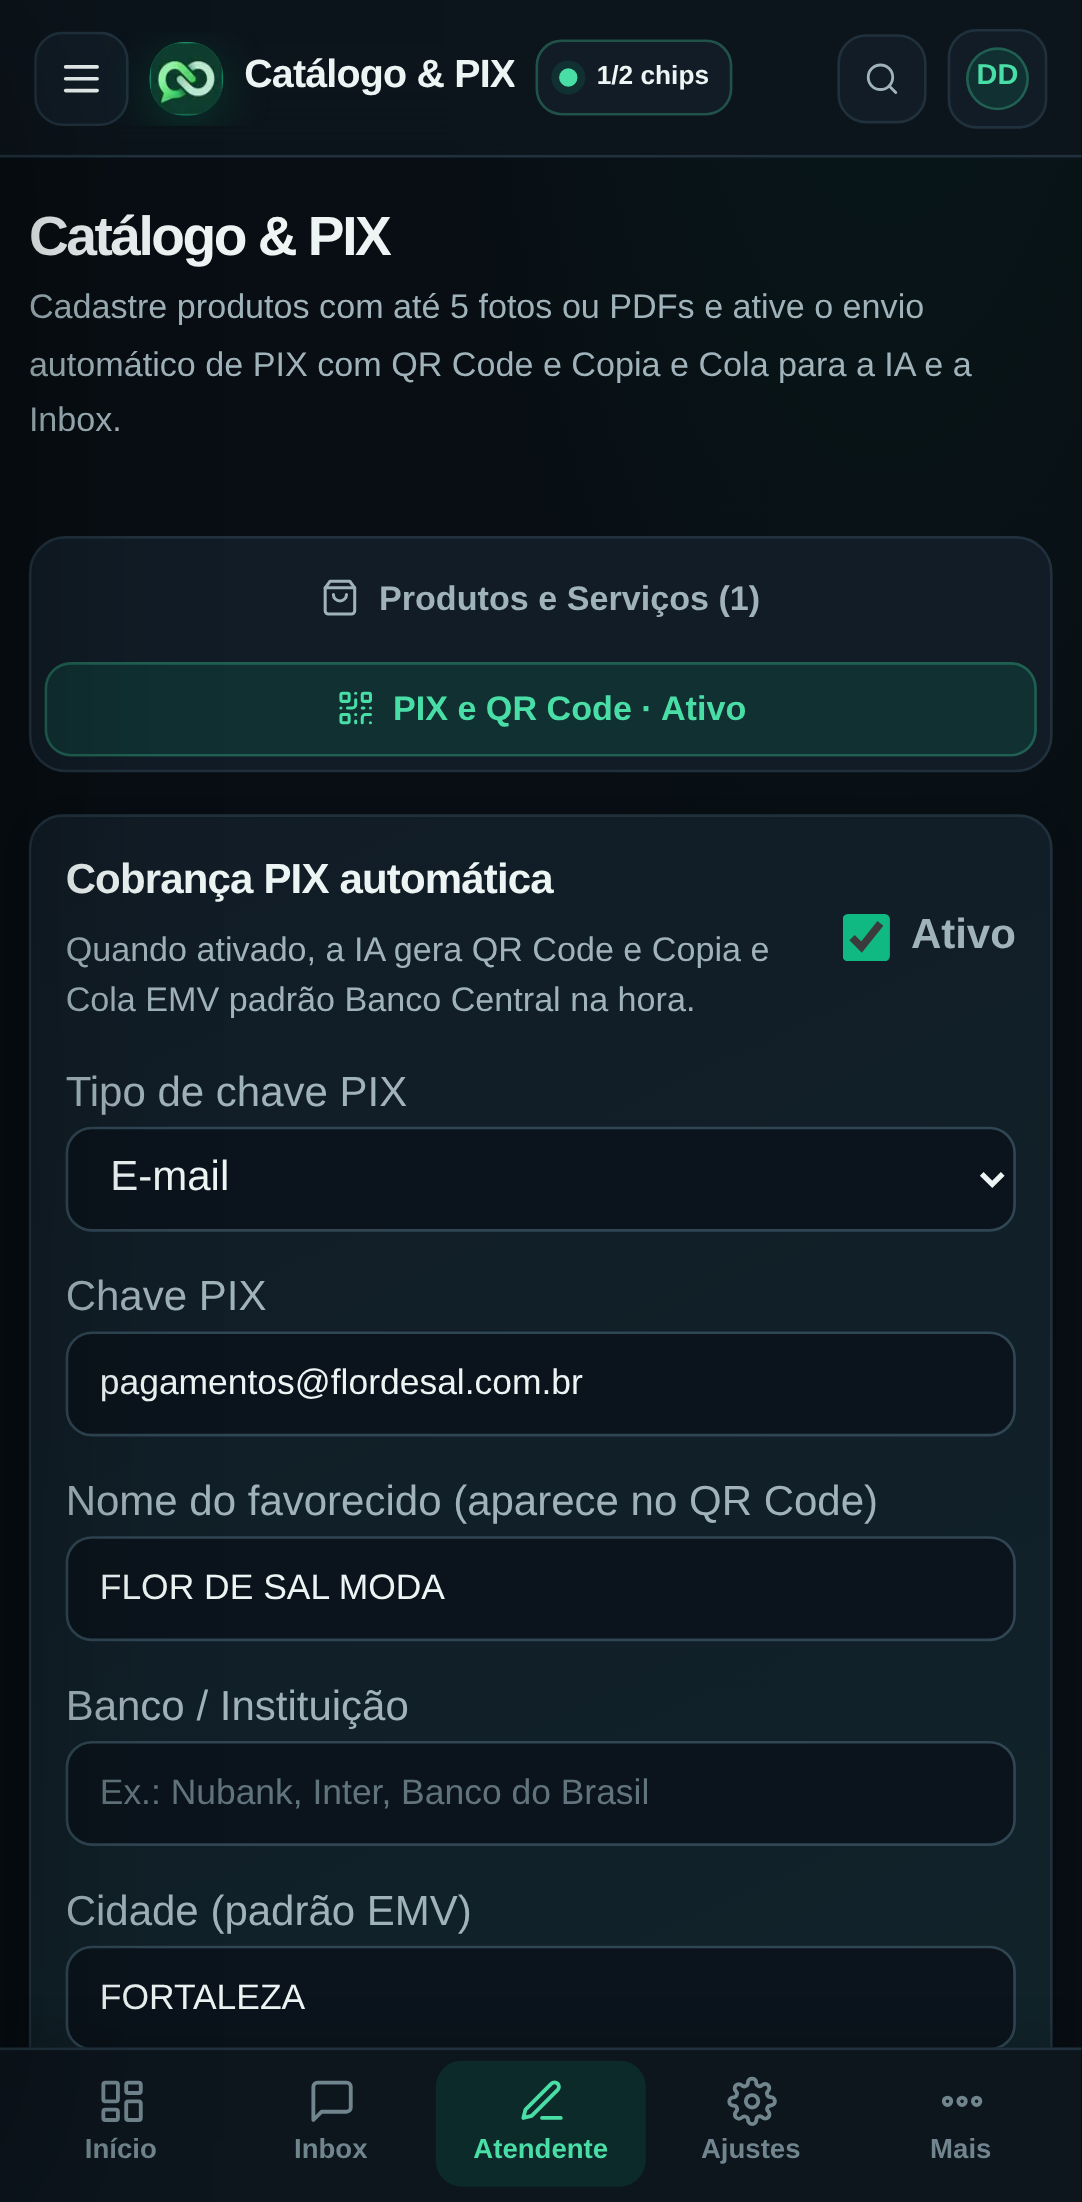 Catálogo & PIX
1/2 chips
DD
Catálogo & PIX
Cadastre produtos com até 5 fotos ou PDFs e ative o envio
automático de PIX com QR Code e Copia e Cola para a IA e a
Inbox.
Produtos e Serviços (1)
PIX e QR Code · Ativo
Cobrança PIX automática
Quando ativado, a IA gera QR Code e Copia e
Cola EMV padrão Banco Central na hora.
Ativo
Tipo de chave PIX
E-mail
Chave PIX
pagamentos@flordesal.com.br
Nome do favorecido (aparece no QR Code)
FLOR DE SAL MODA
Banco / Instituição
Ex.: Nubank, Inter, Banco do Brasil
Cidade (padrão EMV)
FORTALEZA
Início
Inbox
Atendente
Ajustes
Mais